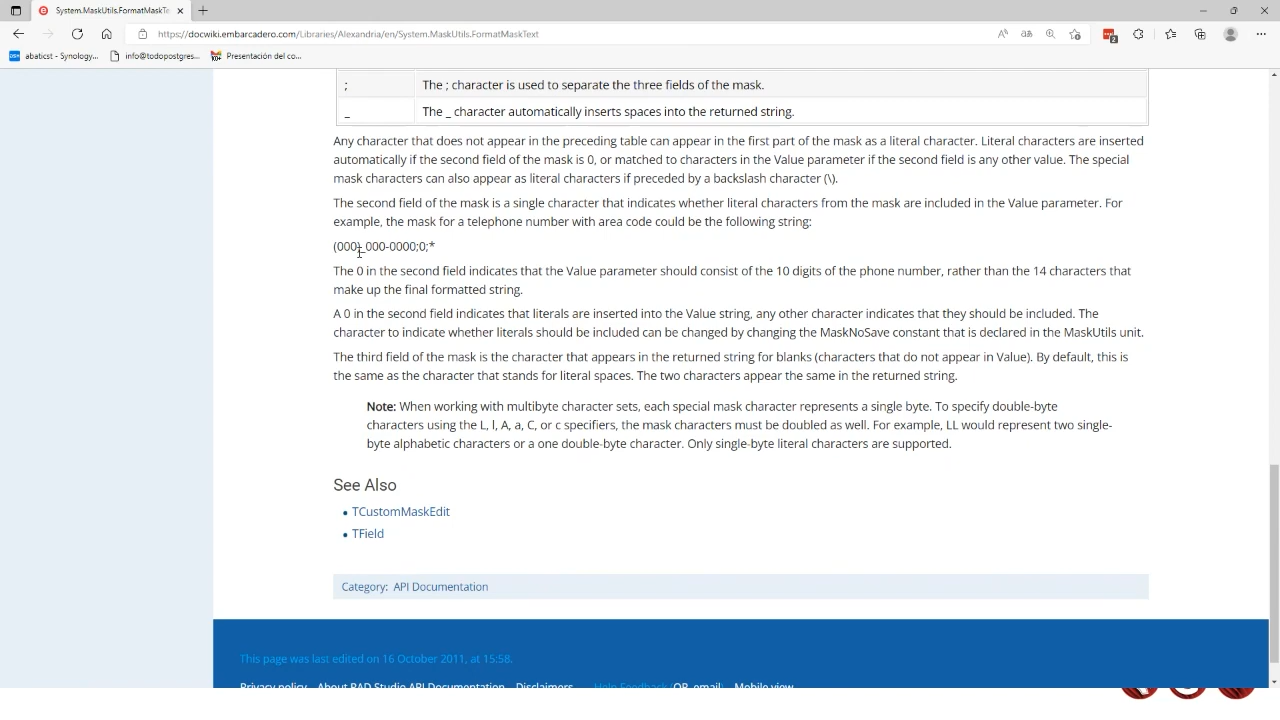 System.MaskUtils.FormatMaskTex
https://docwiki.embarcadero.com/Libraries/Alexandria/en/System.MaskUtils.FormatMaskText
abaticst - Synology...
info@todopostgres...
Presentación del co...
; The ; character is used to separate the three fields of the mask.
_ The _ character automatically inserts spaces into the returned string.
Any character that does not appear in the preceding table can appear in the first part of the mask as a literal character. Literal characters are inserted
automatically if the second field of the mask is 0, or matched to characters in the Value parameter if the second field is any other value. The special
mask characters can also appear as literal characters if preceded by a backslash character (\).
The second field of the mask is a single character that indicates whether literal characters from the mask are included in the Value parameter. For
example, the mask for a telephone number with area code could be the following string:
(000)_000-0000;0;*
The 0 in the second field indicates that the Value parameter should consist of the 10 digits of the phone number, rather than the 14 characters that
make up the final formatted string.
A 0 in the second field indicates that literals are inserted into the Value string, any other character indicates that they should be included. The
character to indicate whether literals should be included can be changed by changing the MaskNoSave constant that is declared in the MaskUtils unit.
The third field of the mask is the character that appears in the returned string for blanks (characters that do not appear in Value). By default, this is
the same as the character that stands for literal spaces. The two characters appear the same in the returned string.
Note: When working with multibyte character sets, each special mask character represents a single byte. To specify double-byte
characters using the L, l, A, a, C, or c specifiers, the mask characters must be doubled as well. For example, LL would represent two single-
byte alphabetic characters or a one double-byte character. Only single-byte literal characters are supported.
See Also
• TCustomMaskEdit
• TField
Category: API Documentation
This page was last edited on 16 October 2011, at 15:58.
Privacy policy About RAD Studio API Documentation Disclaimers Help Feedback (QP, email) Mobile view